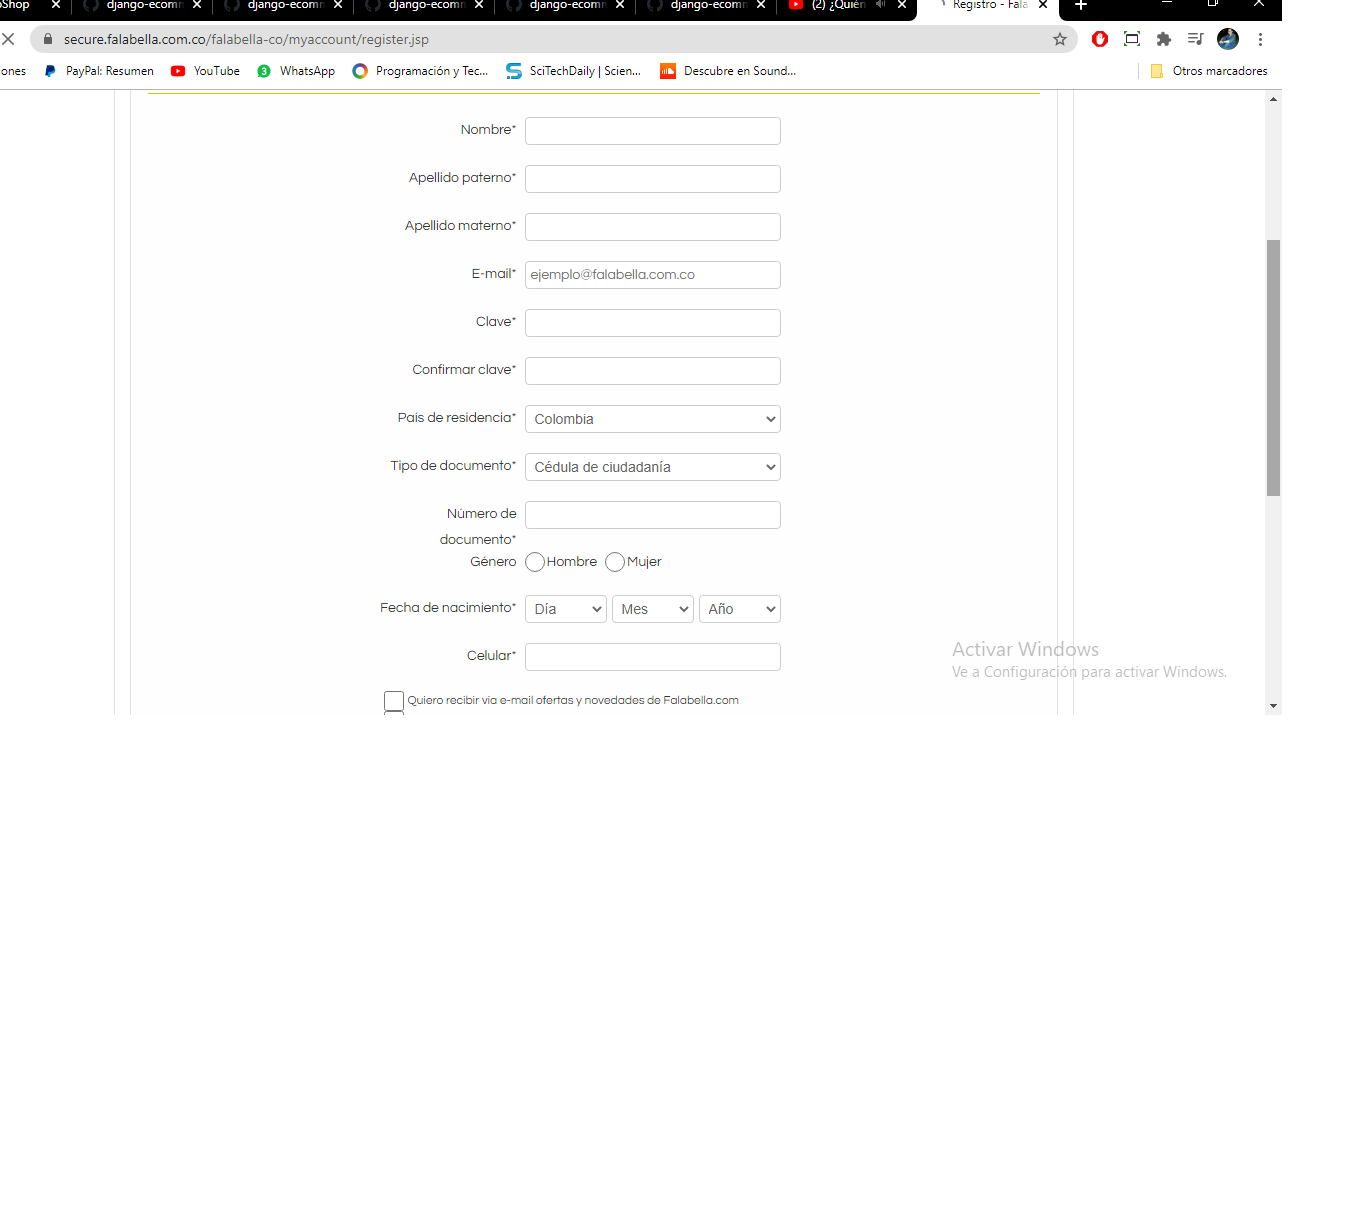 oShop django-ecomm django-ecomm django-ecomm django-ecomm django-ecomm (2) ¿Quién Registro - Fala
secure.falabella.com.co/falabella-co/myaccount/register.jsp
ones PayPal: Resumen YouTube 3 WhatsApp Programación y Tec... SciTechDaily | Scien... Descubre en Sound... Otros marcadores
Nombre*
Apellido paterno*
Apellido materno*
E-mail* ejemplo@falabella.com.co
Clave*
Confirmar clave*
País de residencia* Colombia
Tipo de documento* Cédula de ciudadanía
Número de
documento*
Género Hombre Mujer
Fecha de nacimiento* Día Mes Año
Celular*
Activar Windows
Ve a Configuración para activar Windows.
Quiero recibir vía e-mail ofertas y novedades de Falabella.com